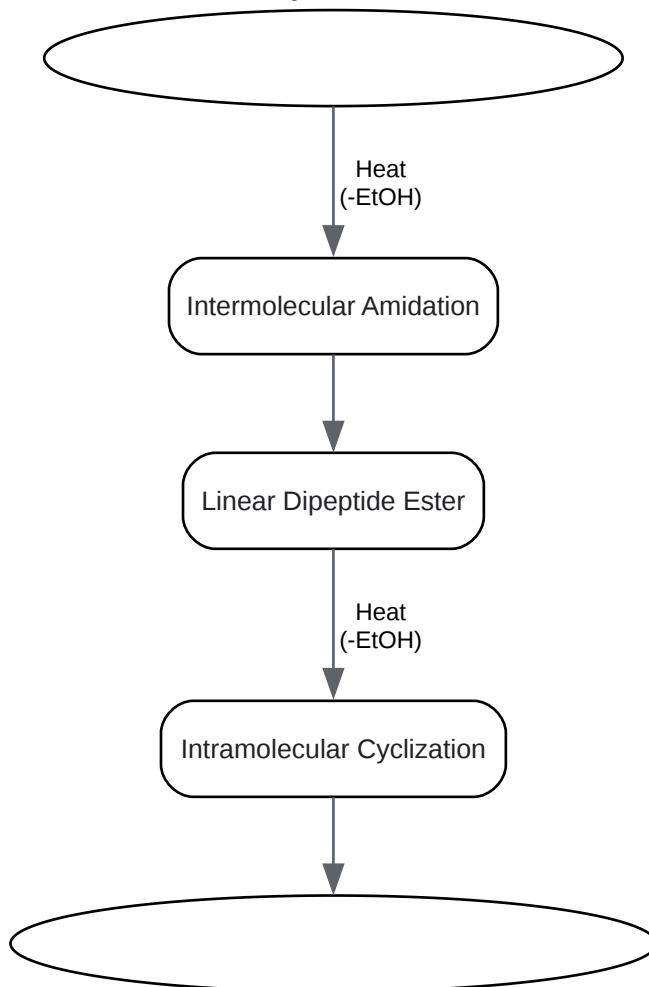 Heat
(-EtOH)
Intermolecular Amidation
Linear Dipeptide Ester
Heat
(-EtOH)
Intramolecular Cyclization